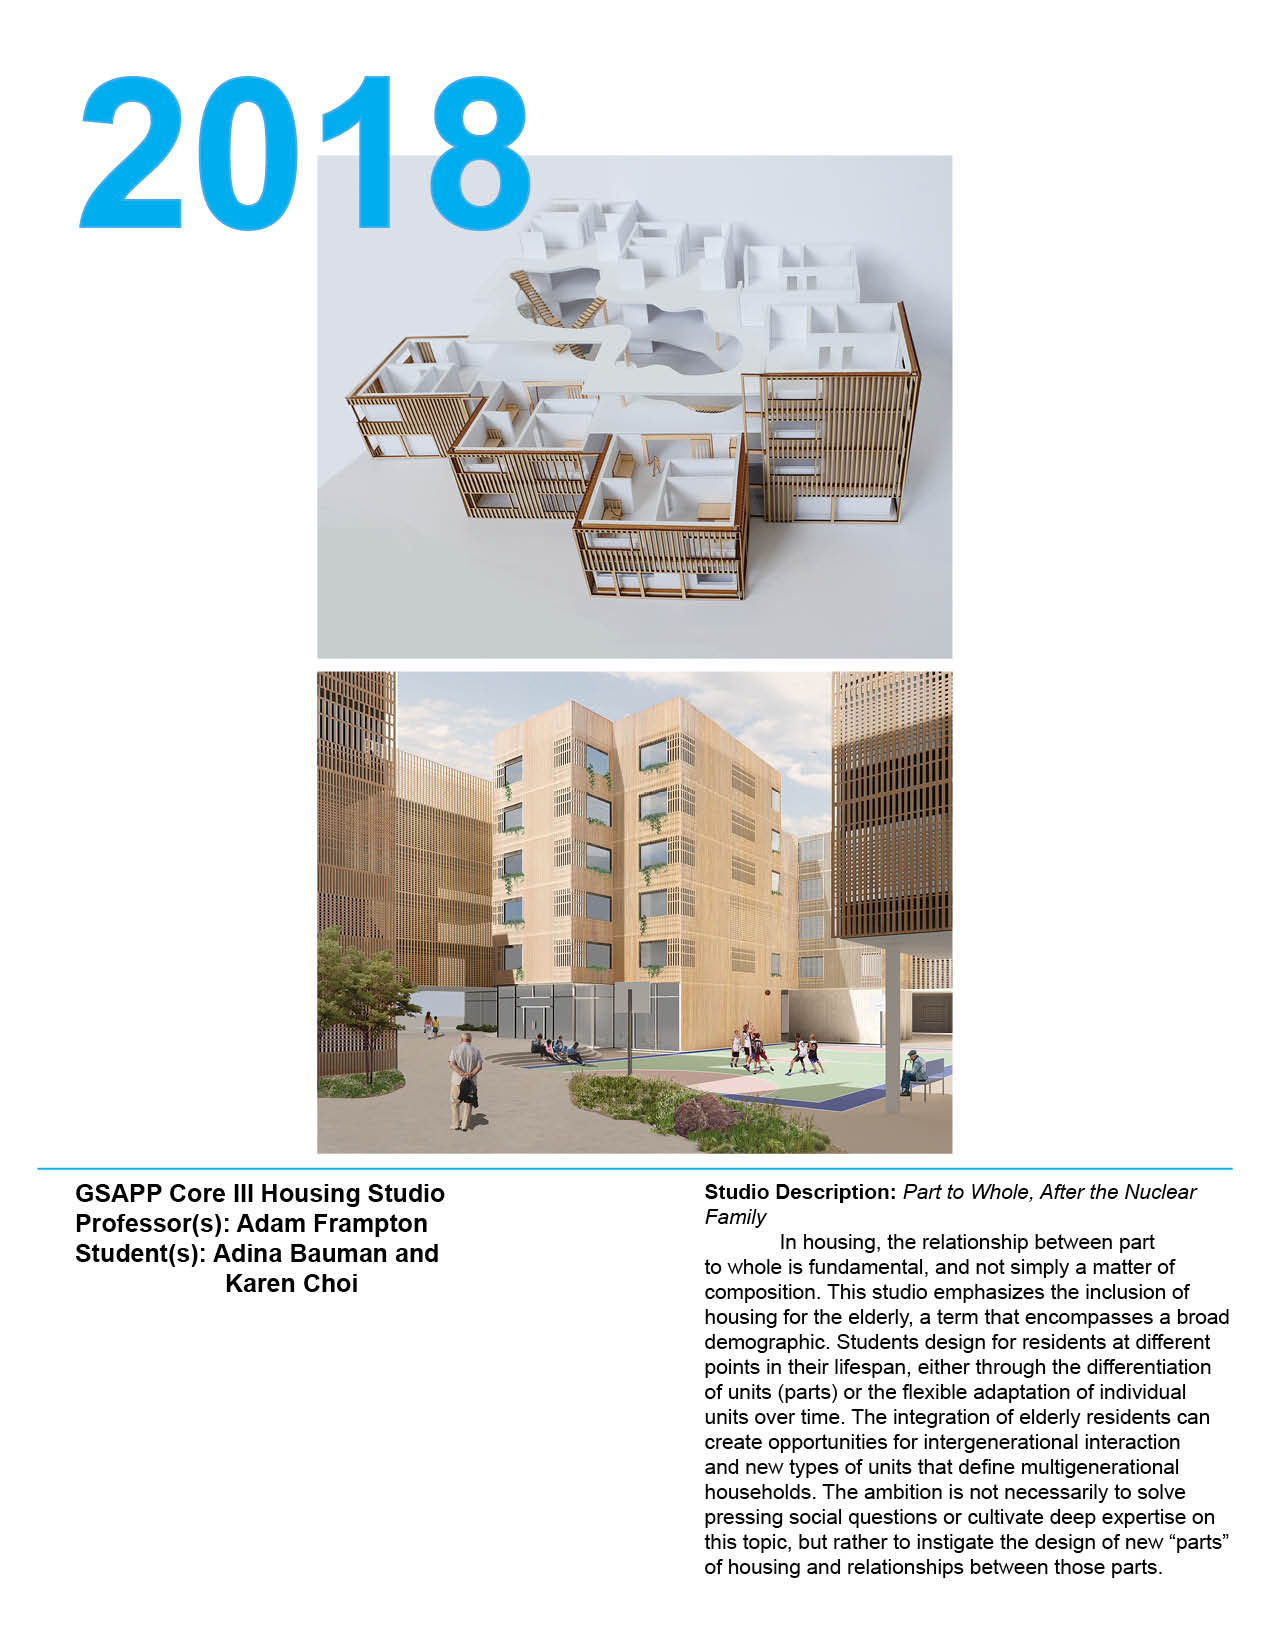 2018
GSAPP Core III Housing Studio
Professor(s): Adam Frampton
Student(s): Adina Bauman and
Karen Choi
Studio Description: Part to Whole, After the Nuclear
Family
In housing, the relationship between part
to whole is fundamental, and not simply a matter of
composition. This studio emphasizes the inclusion of
housing for the elderly, a term that encompasses a broad
demographic. Students design for residents at different
points in their lifespan, either through the differentiation
of units (parts) or the flexible adaptation of individual
units over time. The integration of elderly residents can
create opportunities for intergenerational interaction
and new types of units that define multigenerational
households. The ambition is not necessarily to solve
pressing social questions or cultivate deep expertise on
this topic, but rather to instigate the design of new “parts”
of housing and relationships between those parts.